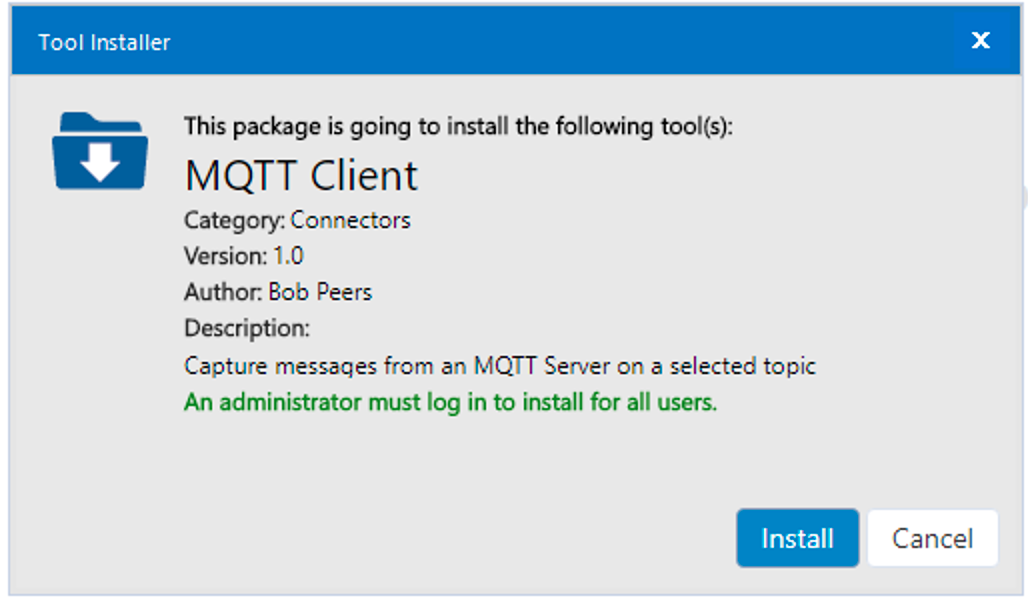 Tool Installer
X
This package is going to install the following tool(s):
MQTT Client
Category: Connectors
Version: 1.0
Author: Bob Peers
Description:
Capture messages from an MQTT Server on a selected topic
An administrator must log in to install for all users.
Install
Cancel